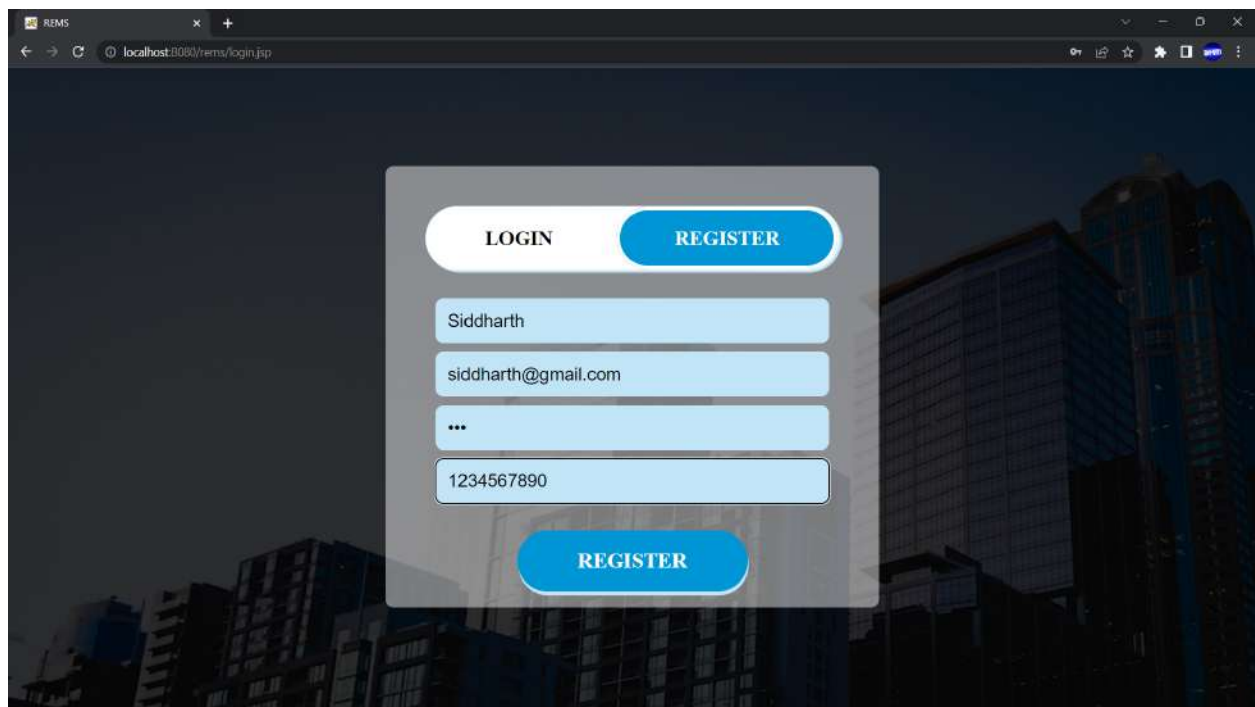 REMS
localhost:8080/rems/login.jsp
LOGIN REGISTER
Siddharth
siddharth@gmail.com
•••
1234567890
REGISTER